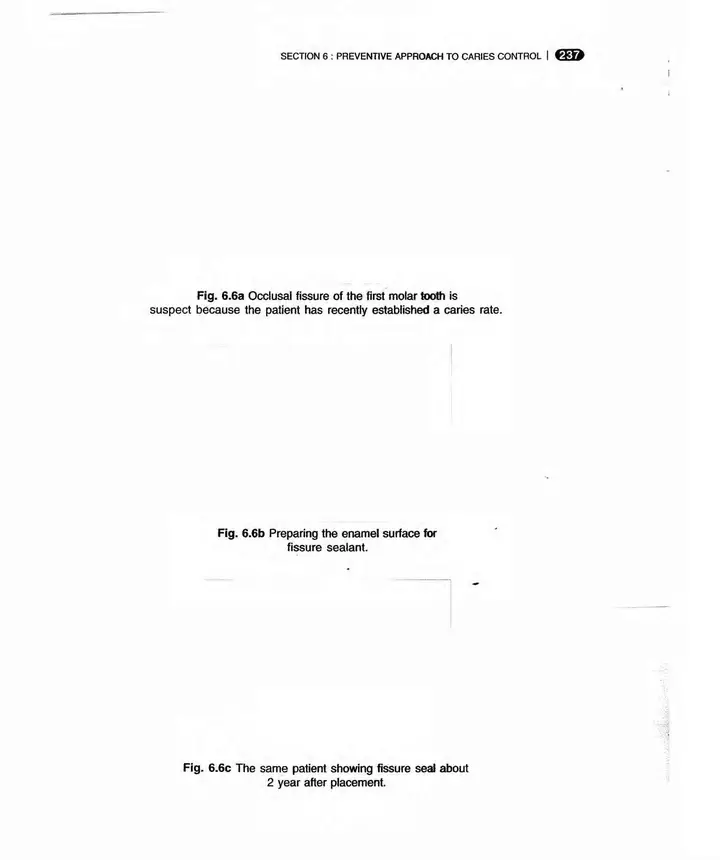 SECTION 6 : PREVENTIVE APPROACH TO CARIES CONTROL | 237
Fig. 6.6a Occlusal fissure of the first molar tooth is
suspect because the patient has recently established a caries rate.
Fig. 6.6b Preparing the enamel surface for
fissure sealant.
Fig. 6.6c The same patient showing fissure seal about
2 year after placement.